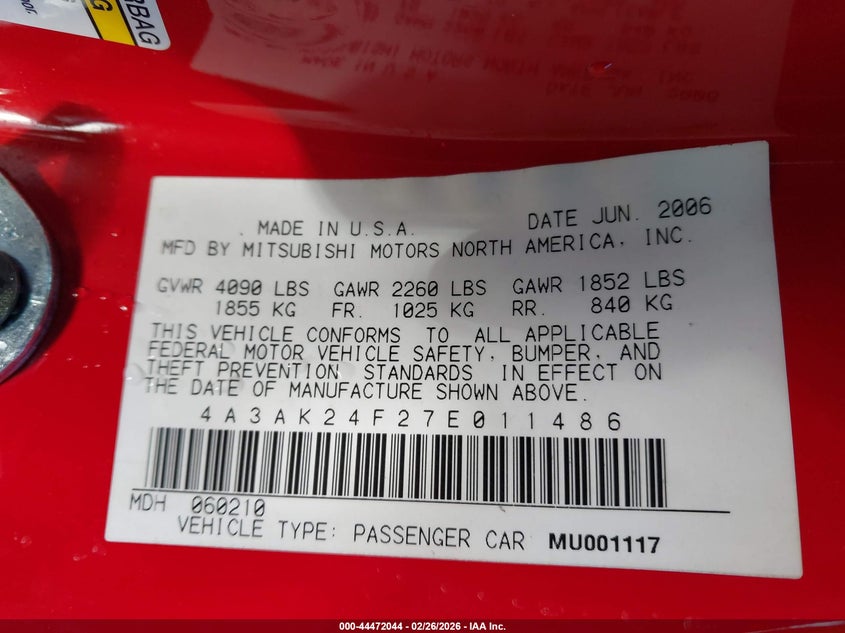 RBAG
. MADE IN U.S.A. DATE JUN. 2006
MFD BY MITSUBISHI MOTORS NORTH AMERICA, INC.
GVWR 4090 LBS GAWR 2260 LBS GAWR 1852 LBS
1855 KG FR. 1025 KG RR. 840 KG
THIS VEHICLE CONFORMS TO ALL APPLICABLE
FEDERAL MOTOR VEHICLE SAFETY, BUMPER, AND
THEFT PREVENTION STANDARDS IN EFFECT ON
THE DATE OF MANUFACTURE SHOWN ABOVE.
4A3AK24F27E011486
MDH 060210
VEHICLE TYPE: PASSENGER CAR MU001117
000-44472044 - 02/26/2026 - IAA Inc.